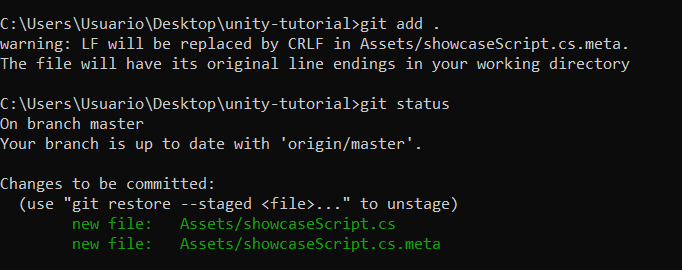 C:\Users\Usuario\Desktop\unity-tutorial>git add .
warning: LF will be replaced by CRLF in Assets/showcaseScript.cs.meta.
The file will have its original line endings in your working directory
C:\Users\Usuario\Desktop\unity-tutorial>git status
On branch master
Your branch is up to date with 'origin/master'.
Changes to be committed:
(use "git restore --staged <file>..." to unstage)
new file:   Assets/showcaseScript.cs
new file:   Assets/showcaseScript.cs.meta